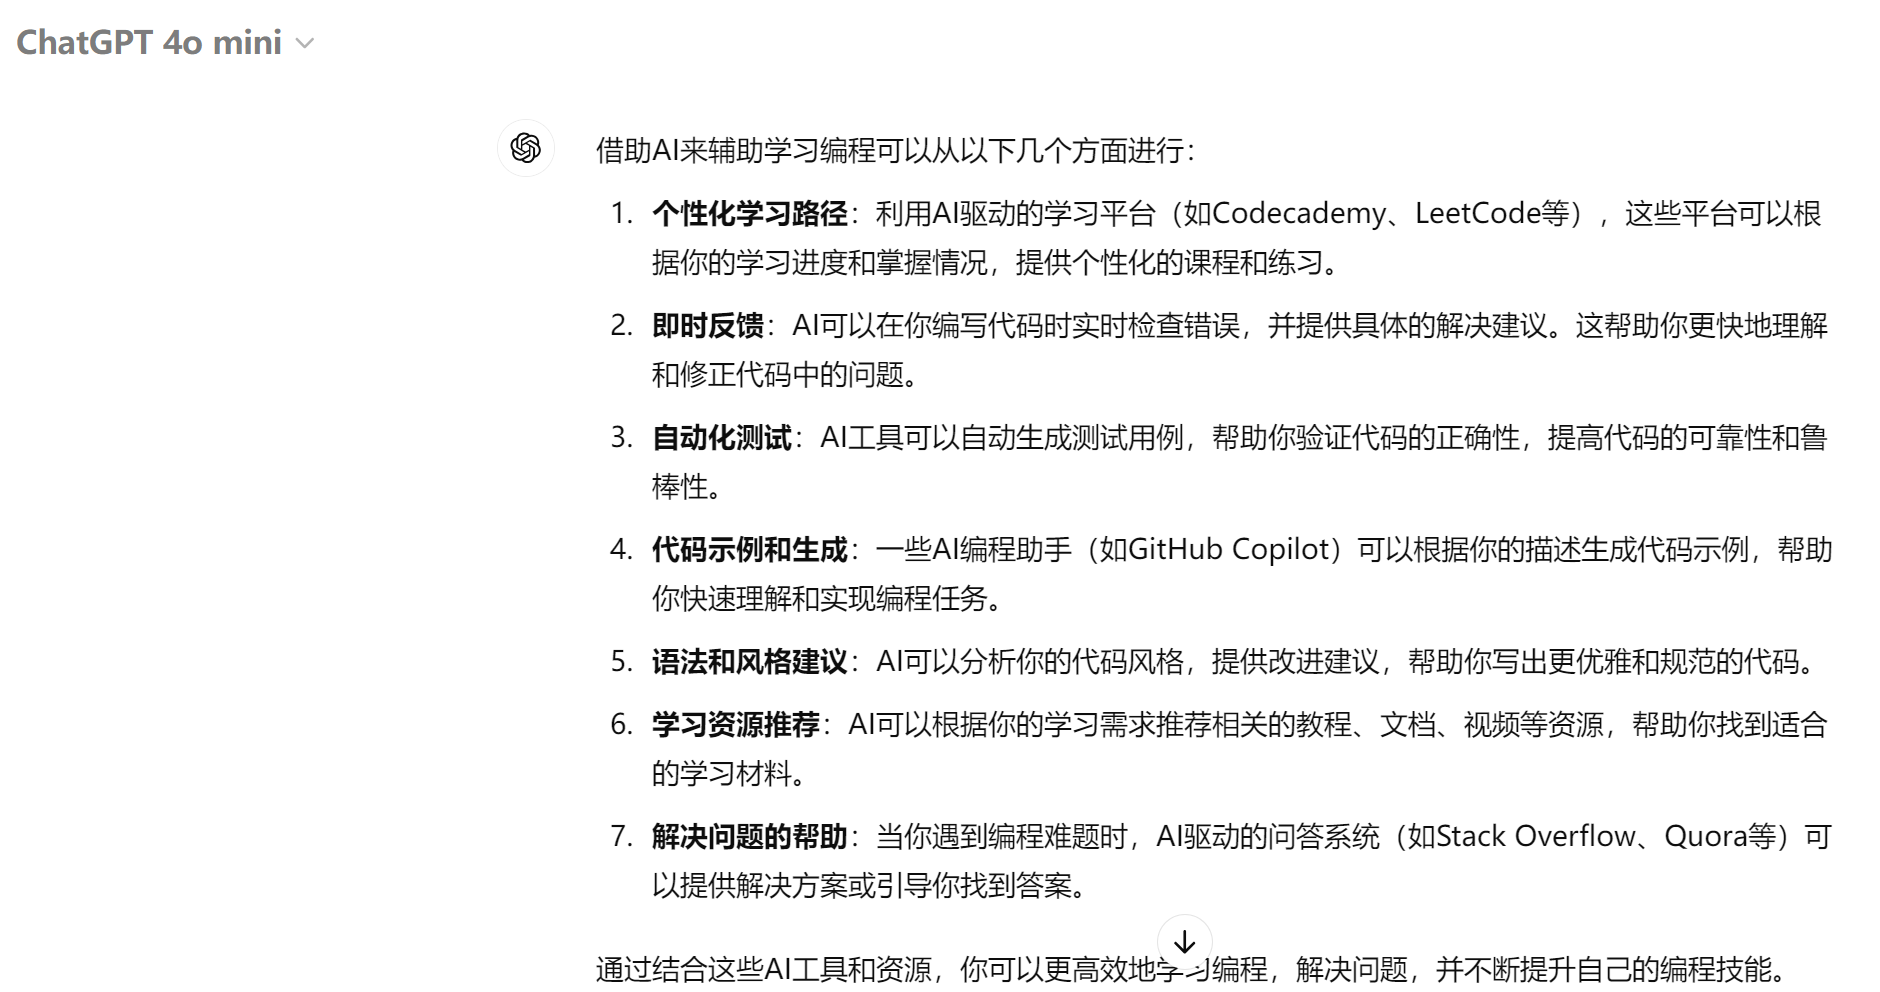 ChatGPT 4o mini
借助AI来辅助学习编程可以从以下几个方面进行：
1. 个性化学习路径：利用AI驱动的学习平台（如Codecademy、LeetCode等），这些平台可以根
据你的学习进度和掌握情况，提供个性化的课程和练习。
2. 即时反馈：AI可以在你编写代码时实时检查错误，并提供具体的解决建议。这帮助你更快地理解
和修正代码中的问题。
3. 自动化测试：AI工具可以自动生成测试用例，帮助你验证代码的正确性，提高代码的可靠性和鲁
棒性。
4. 代码示例和生成：一些AI编程助手（如GitHub Copilot）可以根据你的描述生成代码示例，帮助
你快速理解和实现编程任务。
5. 语法和风格建议：AI可以分析你的代码风格，提供改进建议，帮助你写出更优雅和规范的代码。
6. 学习资源推荐：AI可以根据你的学习需求推荐相关的教程、文档、视频等资源，帮助你找到适合
的学习材料。
7. 解决问题的帮助：当你遇到编程难题时，AI驱动的问答系统（如Stack Overflow、Quora等）可
以提供解决方案或引导你找到答案。
通过结合这些AI工具和资源，你可以更高效地学习编程，解决问题，并不断提升自己的编程技能。